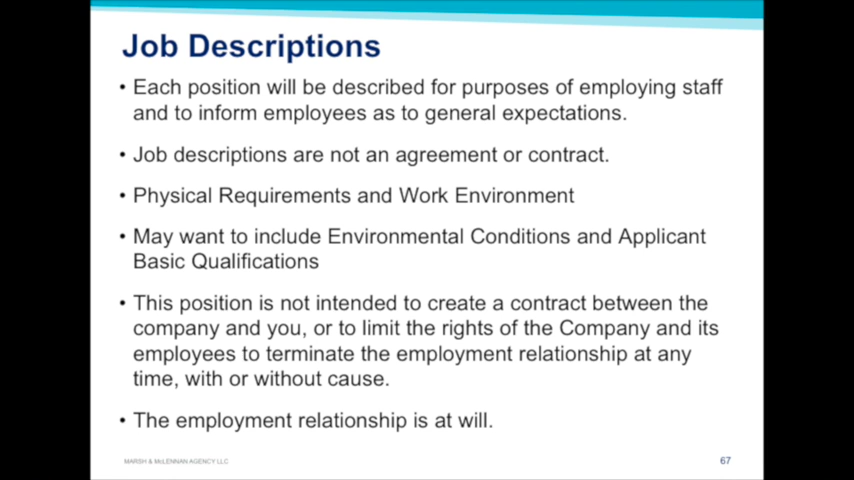 Job Descriptions
• Each position will be described for purposes of employing staff
and to inform employees as to general expectations.
• Job descriptions are not an agreement or contract.
• Physical Requirements and Work Environment
• May want to include Environmental Conditions and Applicant
Basic Qualifications
• This position is not intended to create a contract between the
company and you, or to limit the rights of the Company and its
employees to terminate the employment relationship at any
time, with or without cause.
• The employment relationship is at will.
MARSH & McLENNAN AGENCY LLC
67